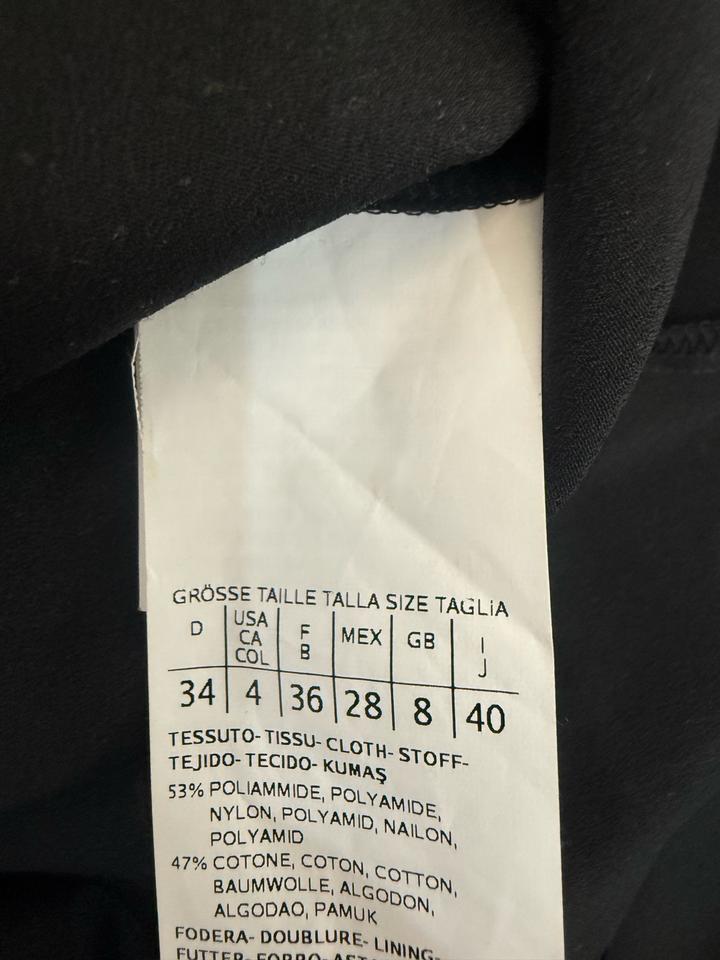 GRÖSSE TAILLE TALLA SIZE TAGLiA
D USA CA COL F B MEX GB I J
34 4 36 28 8 40
TESSUTO- TISSU- CLOTH- STOFF-
TEJIDO- TECIDO- KUMAŞ
53% POLIAMMIDE, POLYAMIDE,
NYLON, POLYAMID, NAILON,
POLYAMID
47% COTONE, COTON, COTTON,
BAUMWOLLE, ALGODON,
ALGODAO, PAMUK
FODERA- DOUBLURE- LINING-
FUTTER- FORRO-